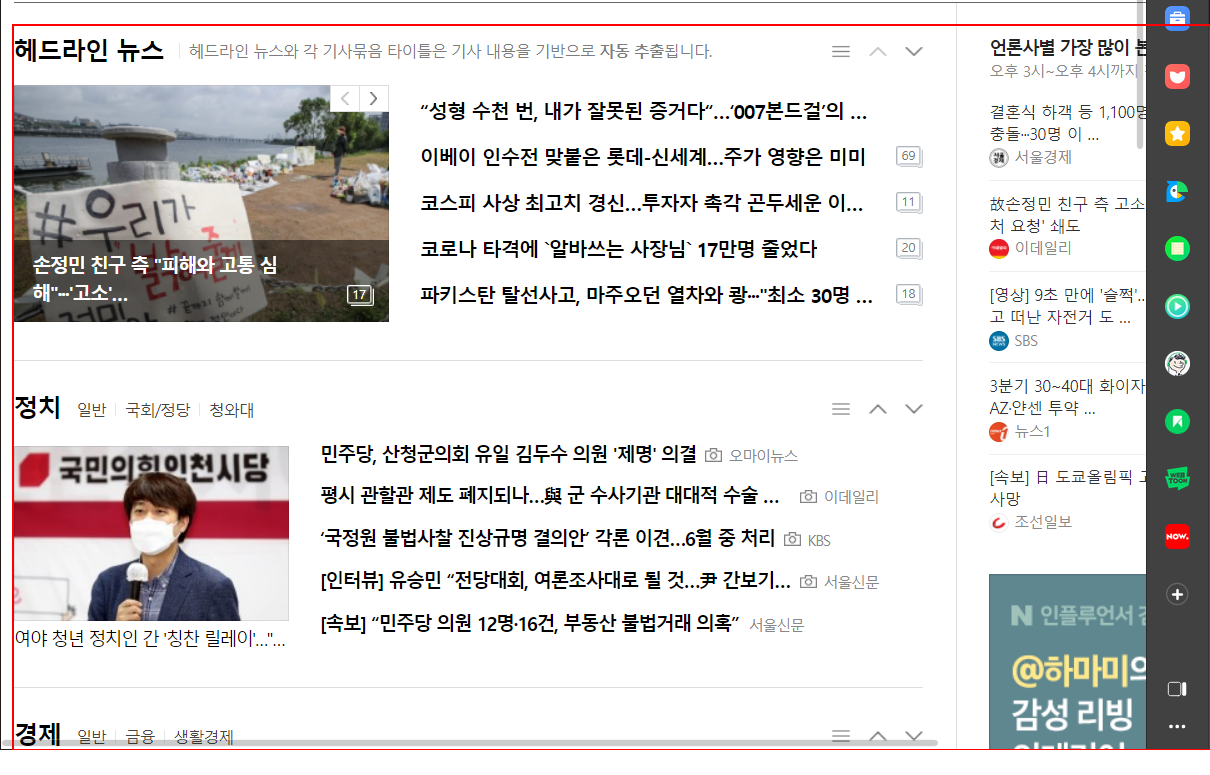 헤드라인 뉴스
헤드라인 뉴스와 각 기사묶음 타이틀은 기사 내용을 기반으로 자동 추출됩니다.
#우리가
손정민 친구 측 "피해와 고통 심
해"…'고소'...
17
“성형 수천 번, 내가 잘못된 증거다“…‘007본드걸’의 ...
이베이 인수전 맞붙은 롯데-신세계…주가 영향은 미미
69
코스피 사상 최고치 경신…투자자 촉각 곤두세운 이...
11
코로나 타격에 `알바쓰는 사장님` 17만명 줄었다
20
파키스탄 탈선사고, 마주오던 열차와 쾅…"최소 30명 ...
18
정치
일반
국회/정당
청와대
국민의힘인천시당
여야 청년 정치인 간 '칭찬 릴레이'…"...
민주당, 산청군의회 유일 김두수 의원 '제명' 의결
오마이뉴스
평시 관할관 제도 폐지되나…與 군 수사기관 대대적 수술 ...
이데일리
‘국정원 불법사찰 진상규명 결의안’ 각론 이견…6월 중 처리
KBS
[인터뷰] 유승민 “전당대회, 여론조사대로 될 것…尹 간보기...
서울신문
[속보] “민주당 의원 12명·16건, 부동산 불법거래 의혹”
서울신문
경제
일반
금융
생활경제
언론사별 가장 많이 본
오후 3시~오후 4시까지
결혼식 하객 등 1,100명
충돌…30명 이 ...
서울경제
故손정민 친구 측 고소
처 요청' 쇄도
이데일리
[영상] 9초 만에 '슬쩍'..
고 떠난 자전거 도 ...
SBS
3분기 30~40대 화이자
AZ·얀센 투약 ...
뉴스1
[속보] 日 도쿄올림픽 고
사망
조선일보
N 인플루언서
@하마미의
감성 리빙
WEB
TOON
NOW.